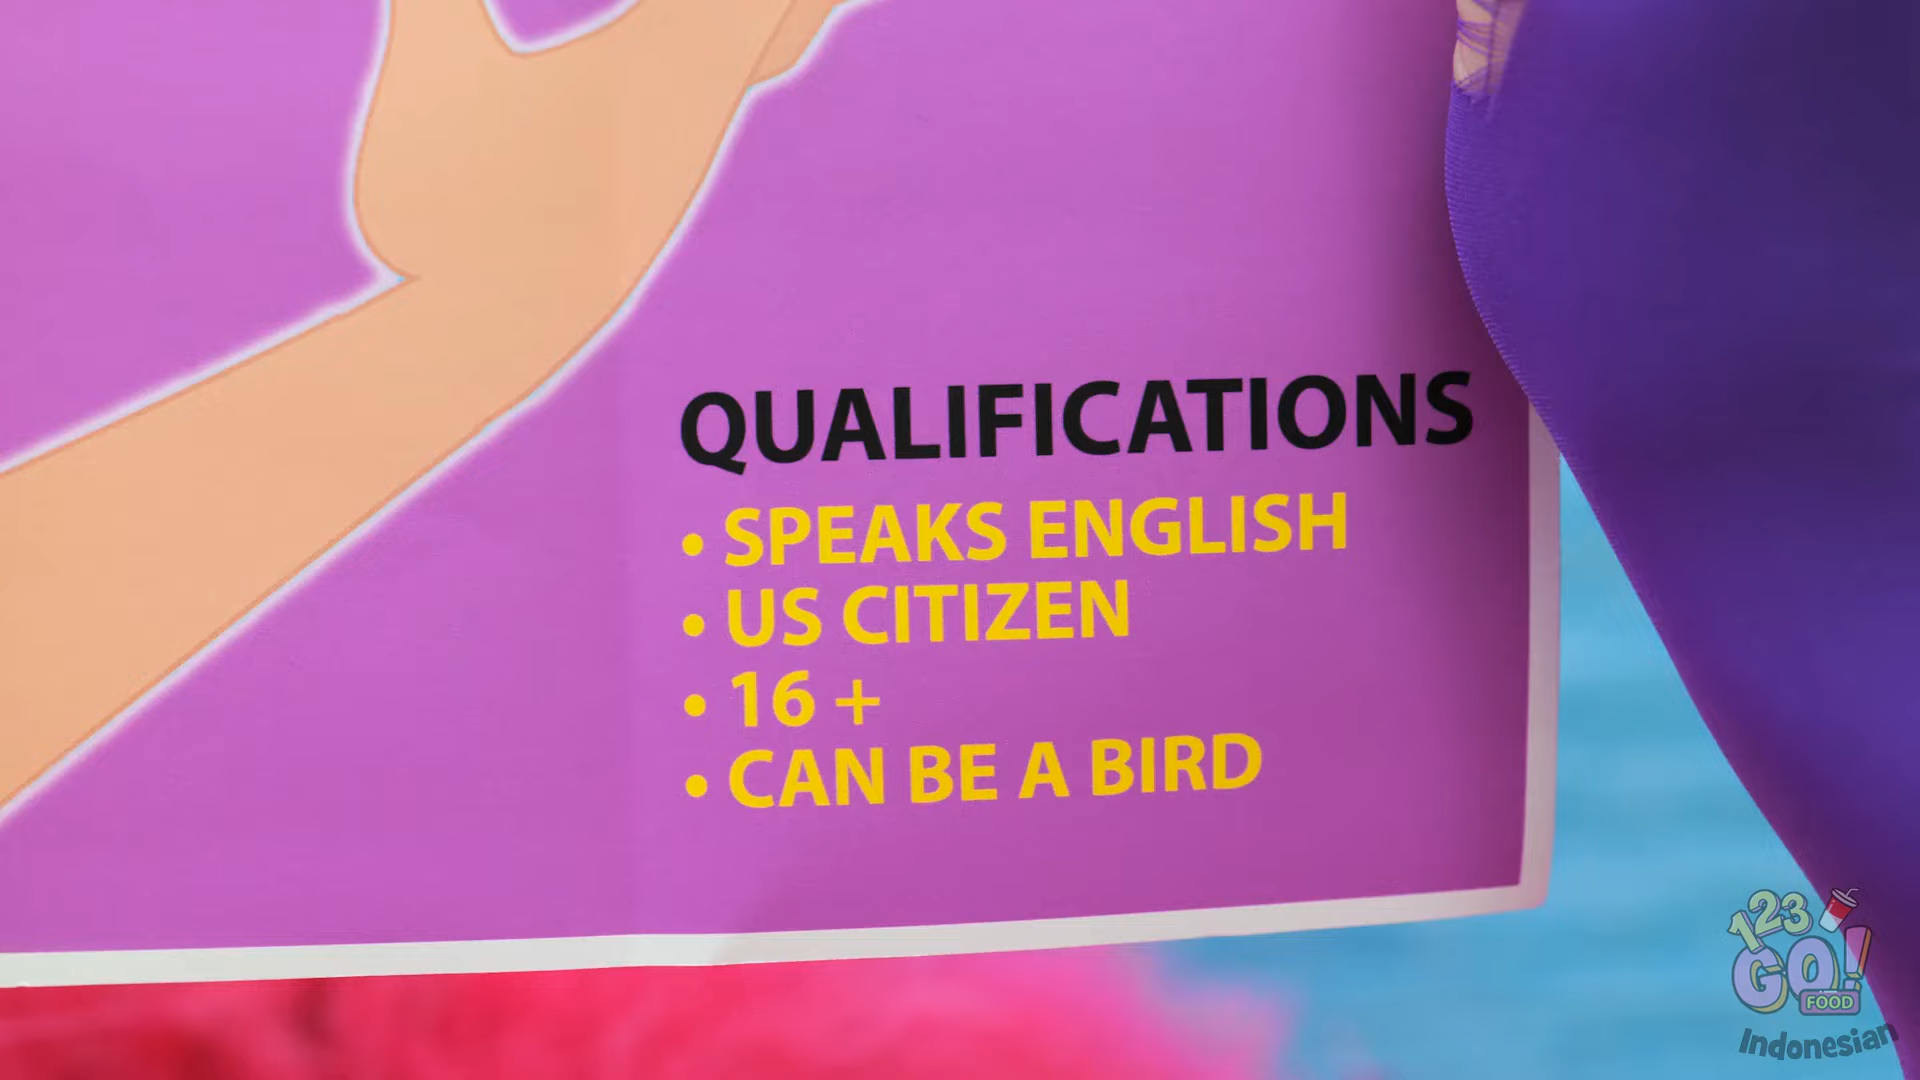 QUALIFICATIONS
• SPEAKS ENGLISH
• US CITIZEN
• 16 +
• CAN BE A BIRD
123
GO!
FOOD
Indonesian